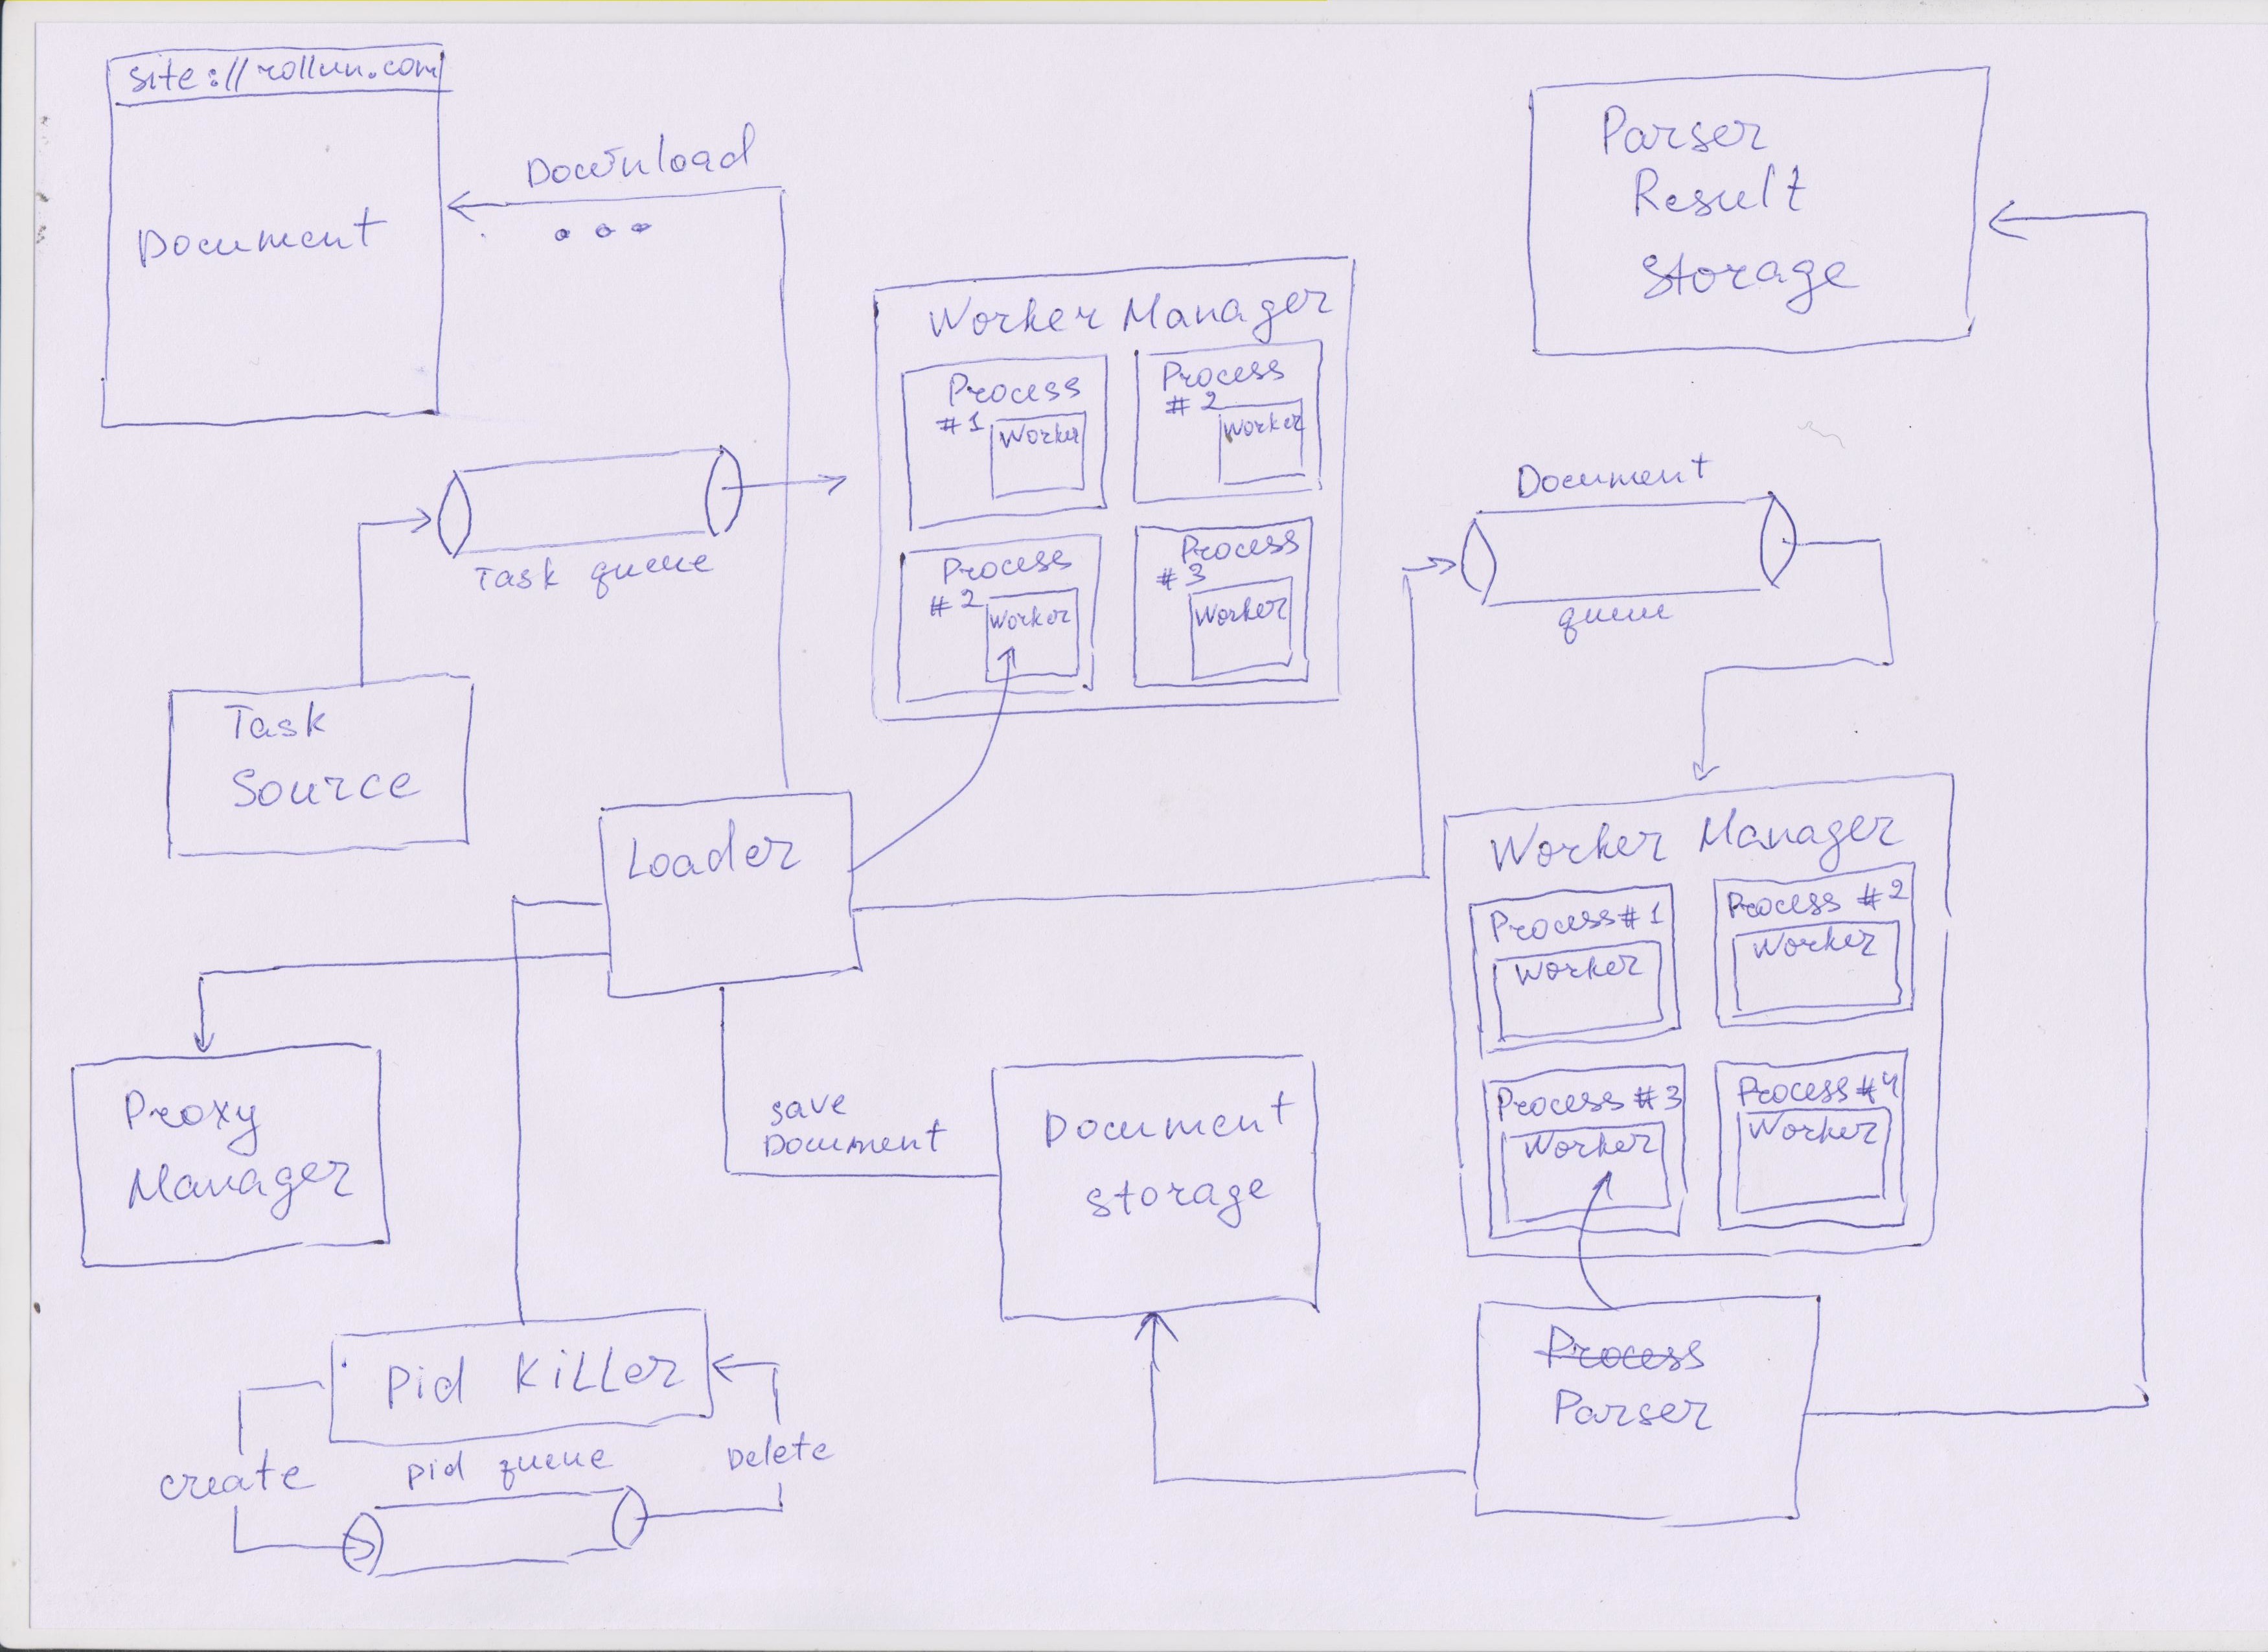 site://rollun.com
Document
Download
Parser
Result
Storage
Worker Manager
Process
#1
Worker
Process
#2
Worker
Process
#2
Worker
Process
#3
Worker
Task queue
Document
queue
Task
Source
Loader
Worker Manager
Process #1
Worker
Process #2
Worker
Process #3
Worker
Process #4
Worker
Proxy
Manager
save
Document
Document
storage
Pid Killer
create
pid queue
Delete
Process
Parser